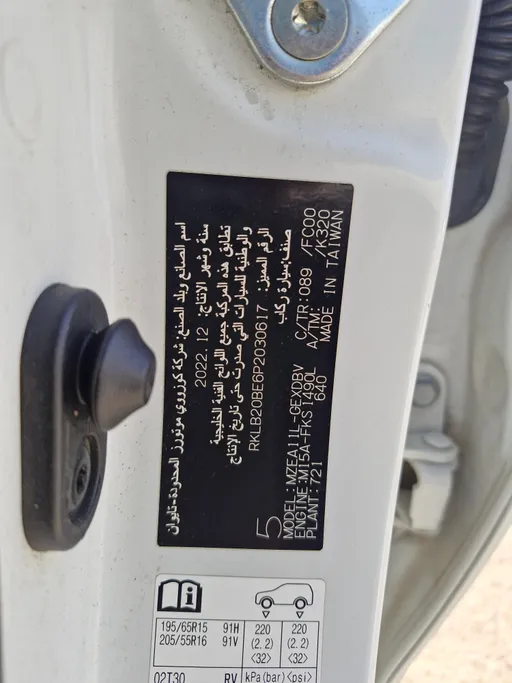 اسم الصانع وبلد الصنع: شركة كوزوي موتورز المحدودة-تايوان
سنة وشهر الإنتاج: 2022.12
تطابق هذه المركبة جميع اللوائح الفنية الخليجية
والوطنية للسيارات التي صدرت حتى تاريخ الإنتاج
الرقم المميز: RKLB20BE6P2030617
صنف:سيارة ركاب
5
MODEL:MZEA11L-GEXDBV C/TR:089 /FC00
ENGINE:M15A-FKS 1490L A/TM: /K320
PLANT:721 640 MADE IN TAIWAN
195/65R15 91H 220 220
205/55R16 91V (2.2) (2.2)
<32> <32>
02T30 RV kPa(bar)<psi>